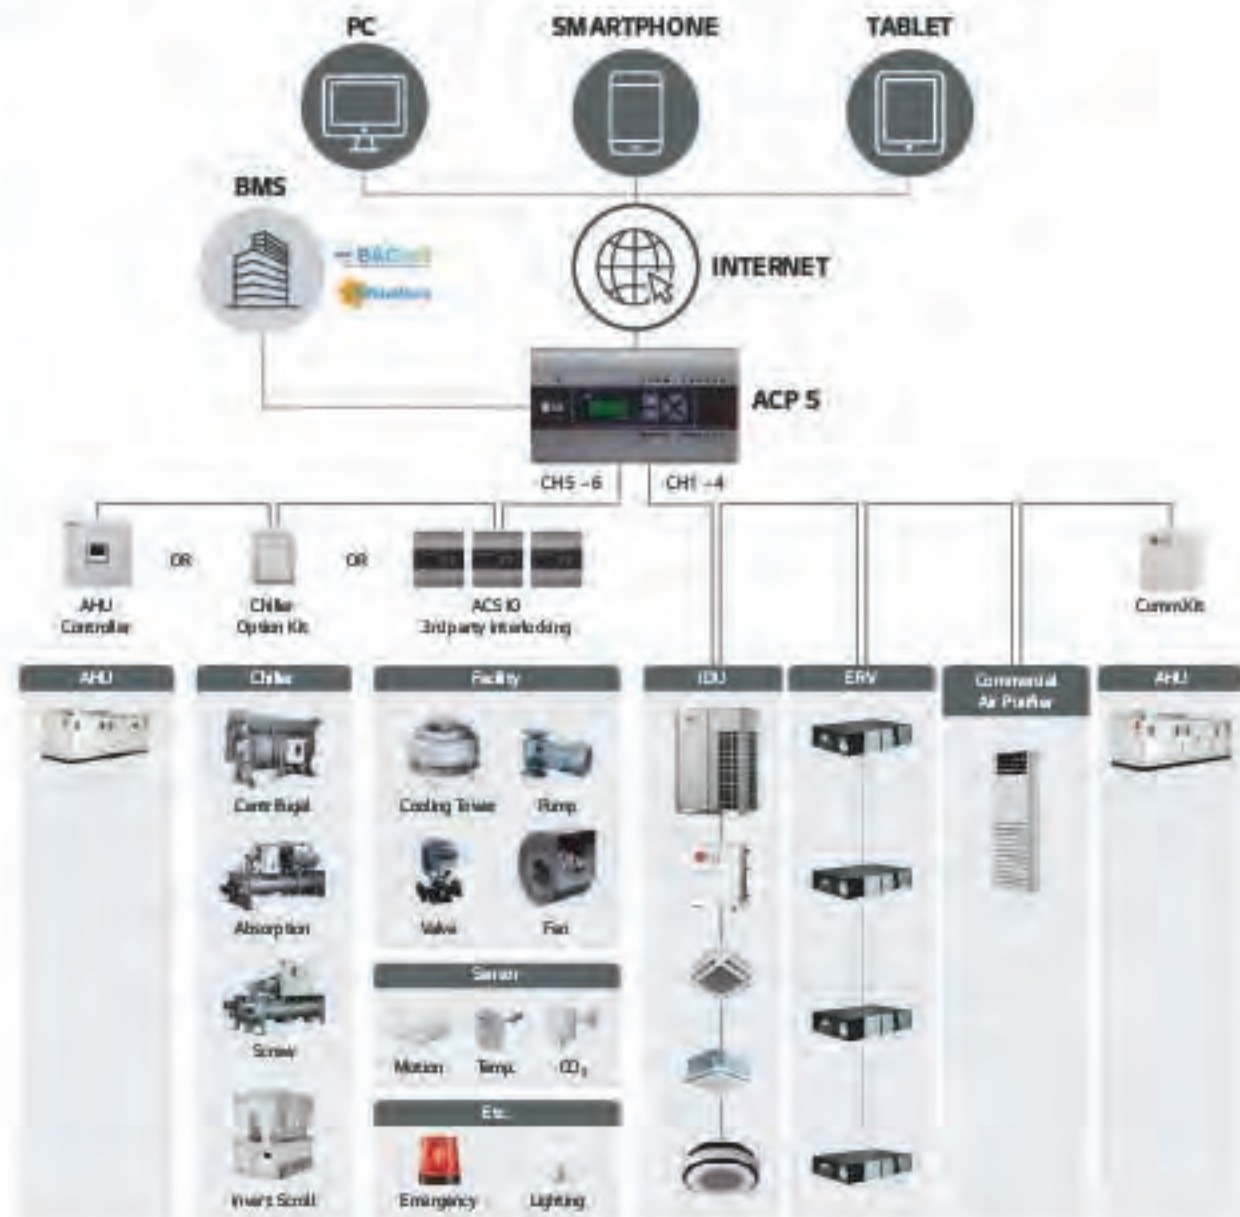 PC
SMARTPHONE
TABLET
BMS
INTERNET
ACP 5
CH5 ~6
CH1 ~4
OR
OR
AHU
Controller
Chiller
Option Kit
ACS IO
3rd party interlocking
Comm.Kit
AHU
Chiller
Facility
IDU
ERV
Commercial
Air Purifier
AHU
Centrifugal
Cooling Tower
Pump
Absorption
Valve
Fan
Screw
Sensor
Motion
Temp.
CO₂
Etc.
Invert Scroll
Emergency
Lighting